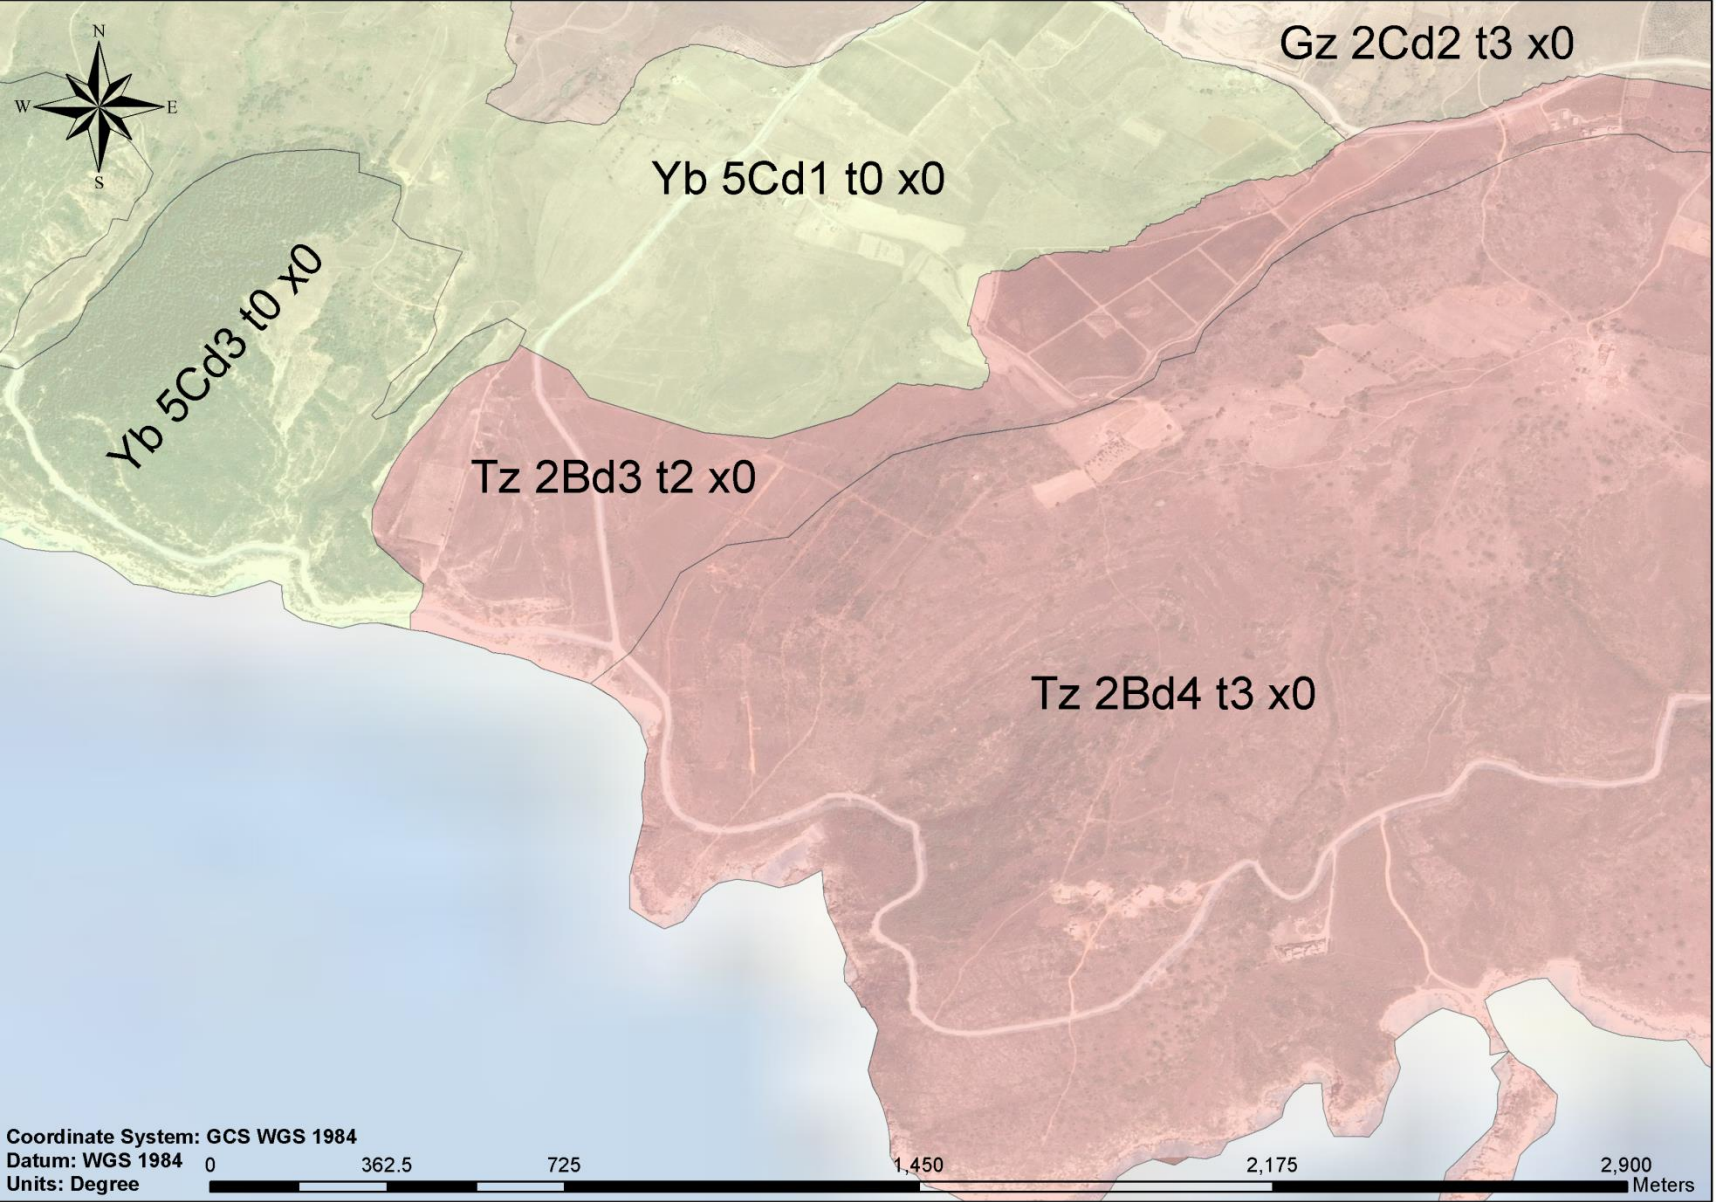 N
W E
S
Gz 2Cd2 t3 x0
Yb 5Cd1 t0 x0
Yb 5Cd3 t0 x0
Tz 2Bd3 t2 x0
Tz 2Bd4 t3 x0
Coordinate System: GCS WGS 1984
Datum: WGS 1984
Units: Degree
0 362.5 725 1,450 2,175 2,900
Meters